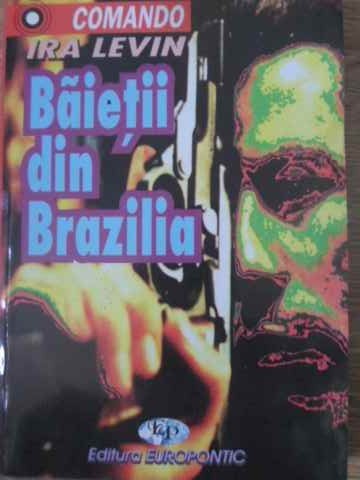 COMANDO
IRA LEVIN
Băieții
din
Brazilia
Editura EUROPONTIC